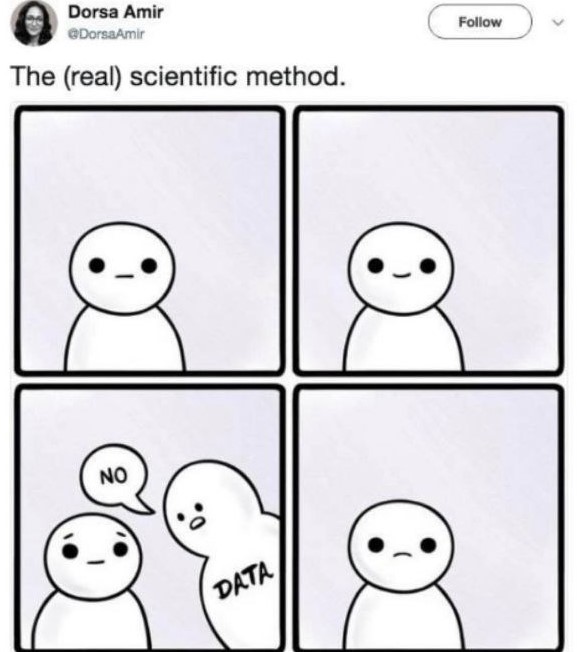 Dorsa Amir
@DorsaAmir
Follow
The (real) scientific method.
NO
DATA